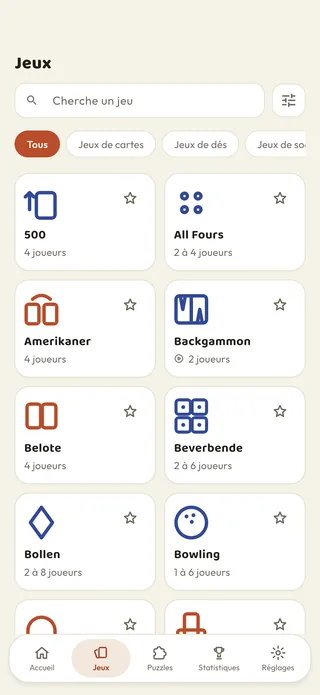 Jeux
Cherche un jeu
Tous
Jeux de cartes
Jeux de dés
Jeux de so
500
4 joueurs
All Fours
2 à 4 joueurs
Amerikaner
4 joueurs
Backgammon
2 joueurs
Belote
4 joueurs
Beverbende
2 à 6 joueurs
Bollen
2 à 8 joueurs
Bowling
1 à 6 joueurs
Accueil
Jeux
Puzzles
Statistiques
Réglages